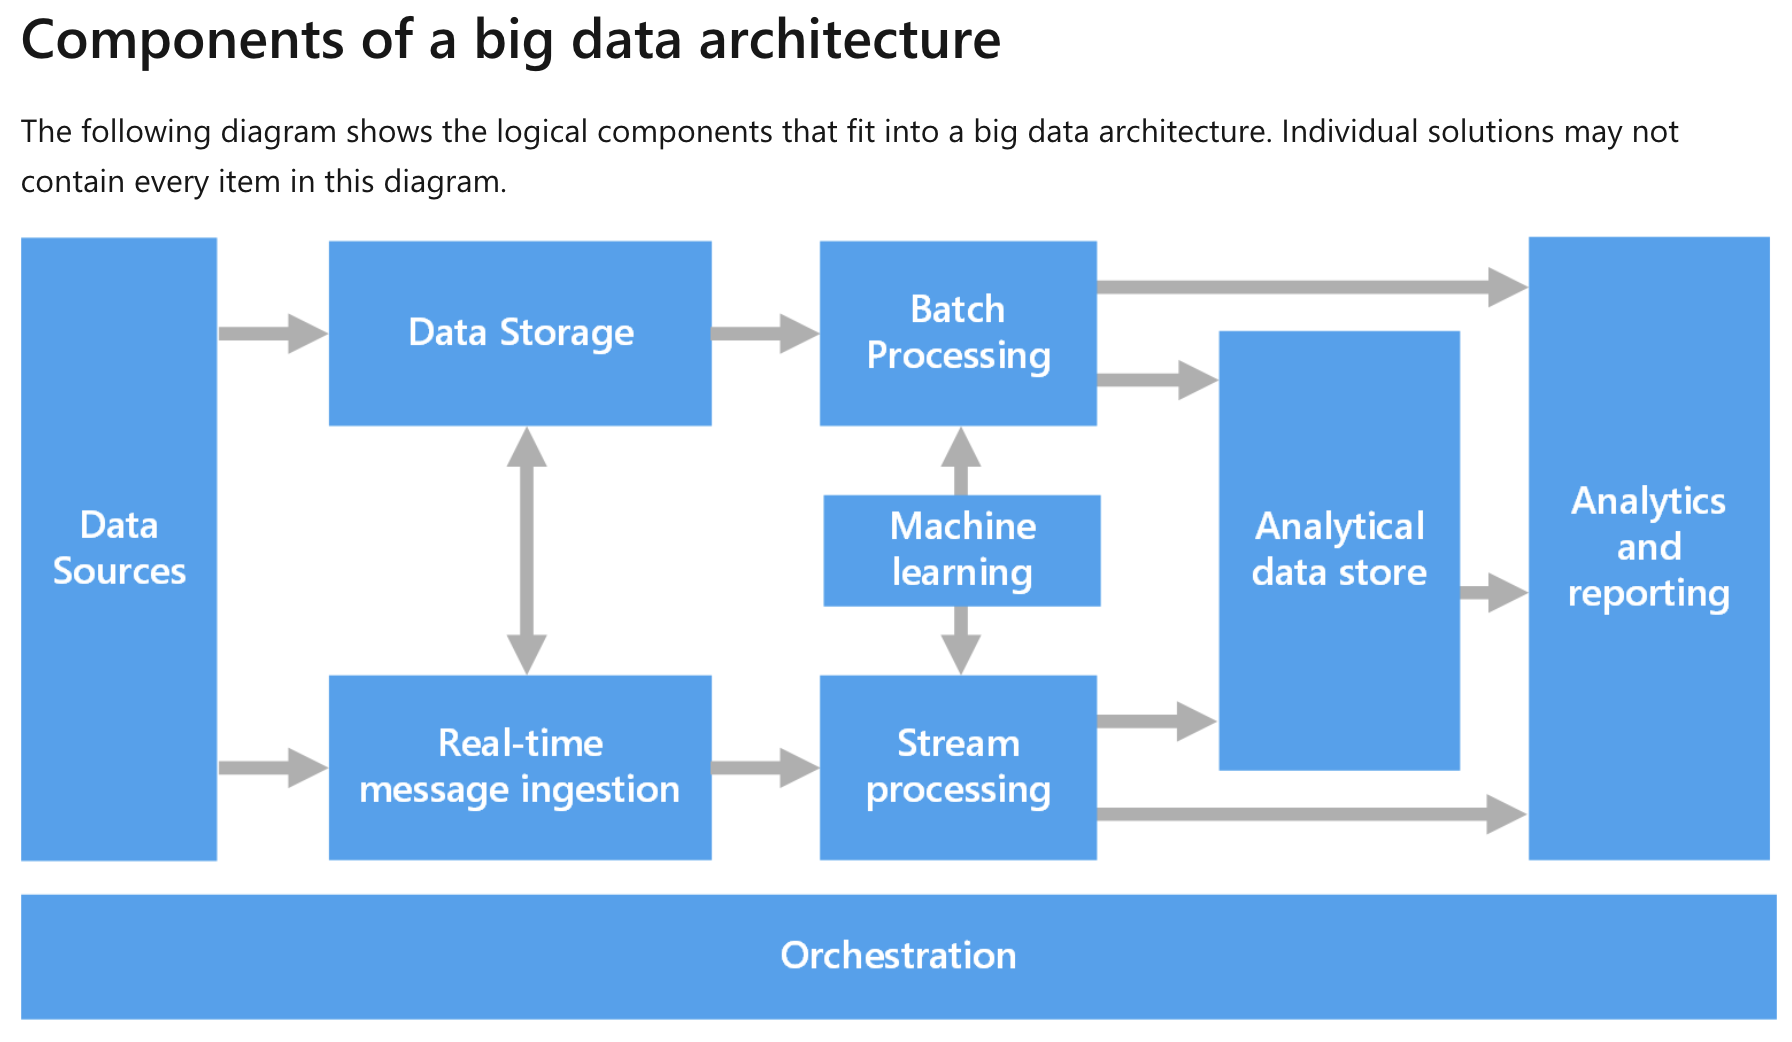 Components of a big data architecture
The following diagram shows the logical components that fit into a big data architecture. Individual solutions may not
contain every item in this diagram.
Data
Sources
Data Storage
Real-time
message ingestion
Batch
Processing
Machine
learning
Stream
processing
Analytical
data store
Analytics
and
reporting
Orchestration